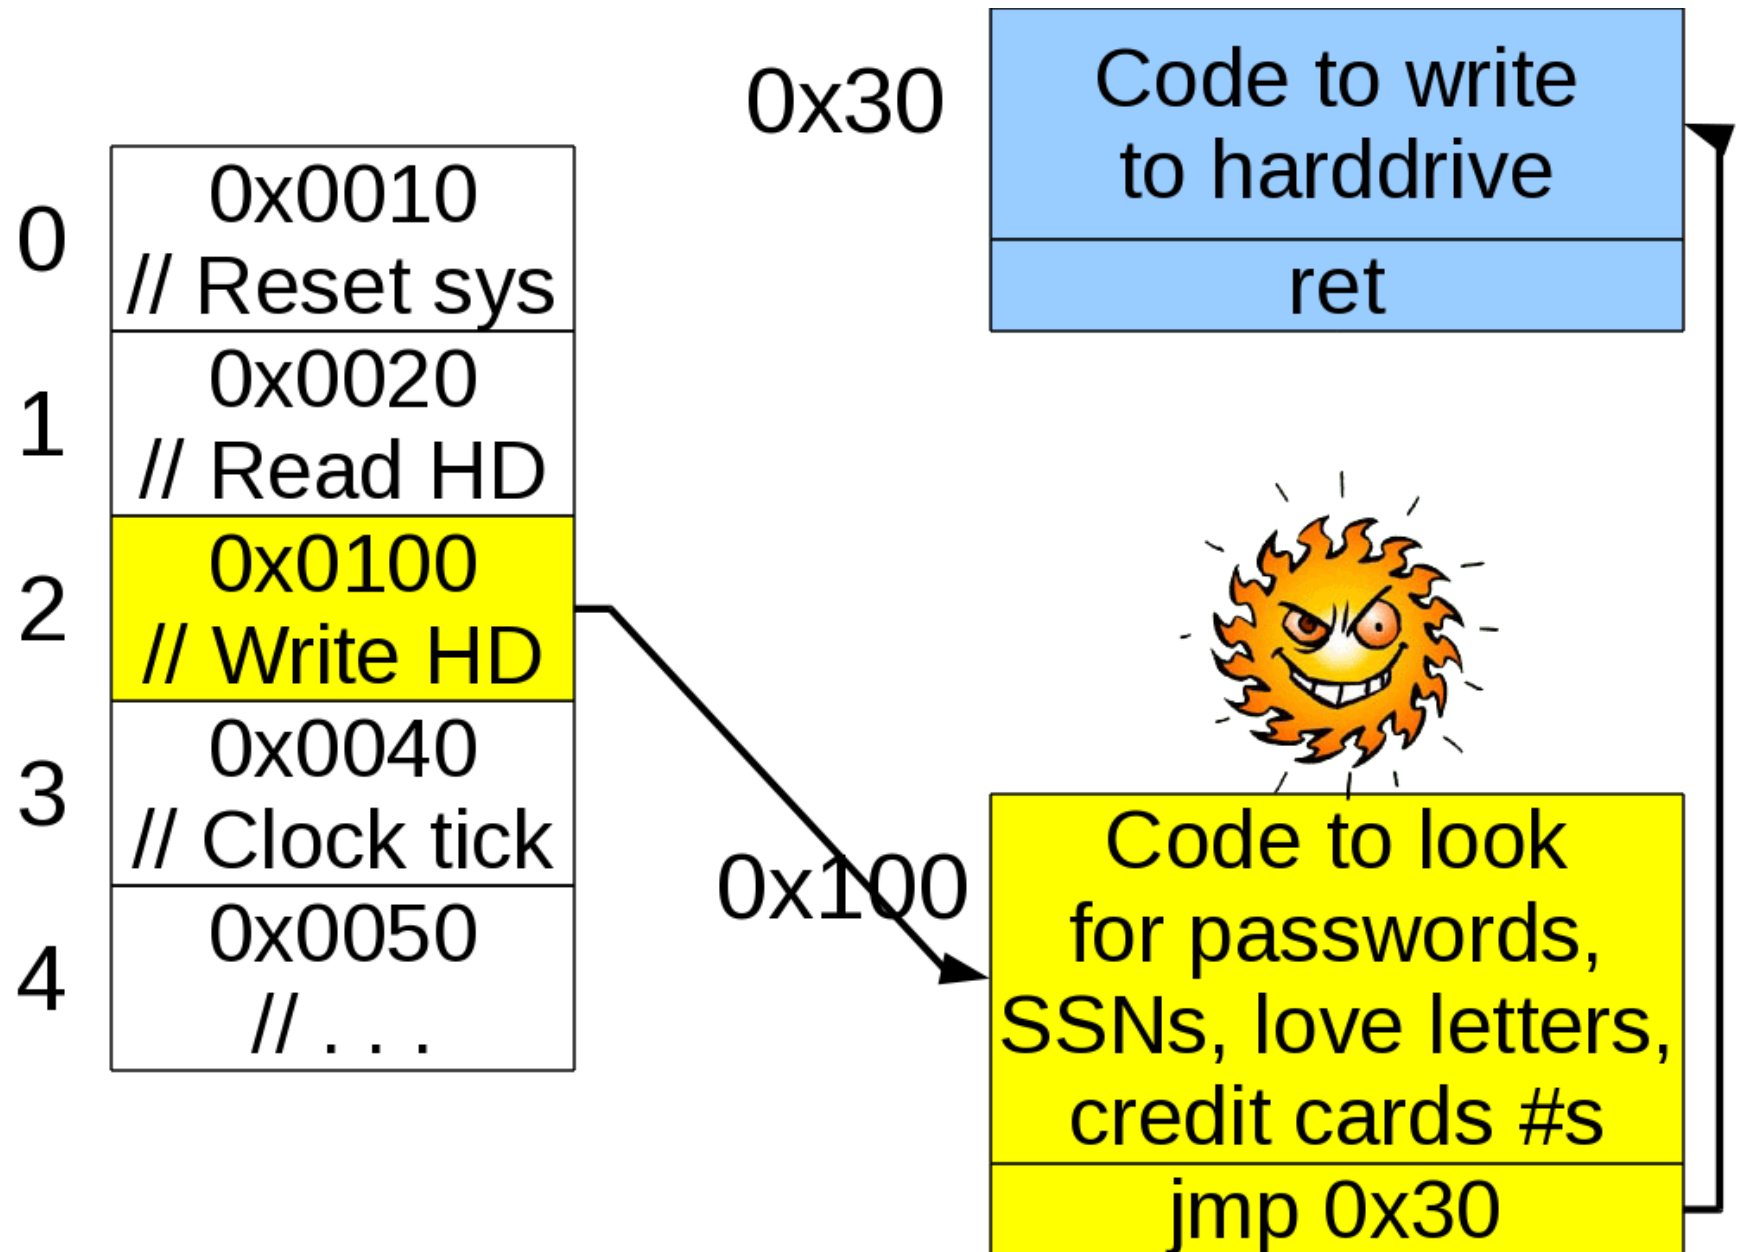 0
0x0010
// Reset sys
1
0x0020
// Read HD
2
0x0100
// Write HD
3
0x0040
// Clock tick
4
0x0050
// . . .
0x30
Code to write
to harddrive
ret
0x100
Code to look
for passwords,
SSNs, love letters,
credit cards #s
jmp 0x30